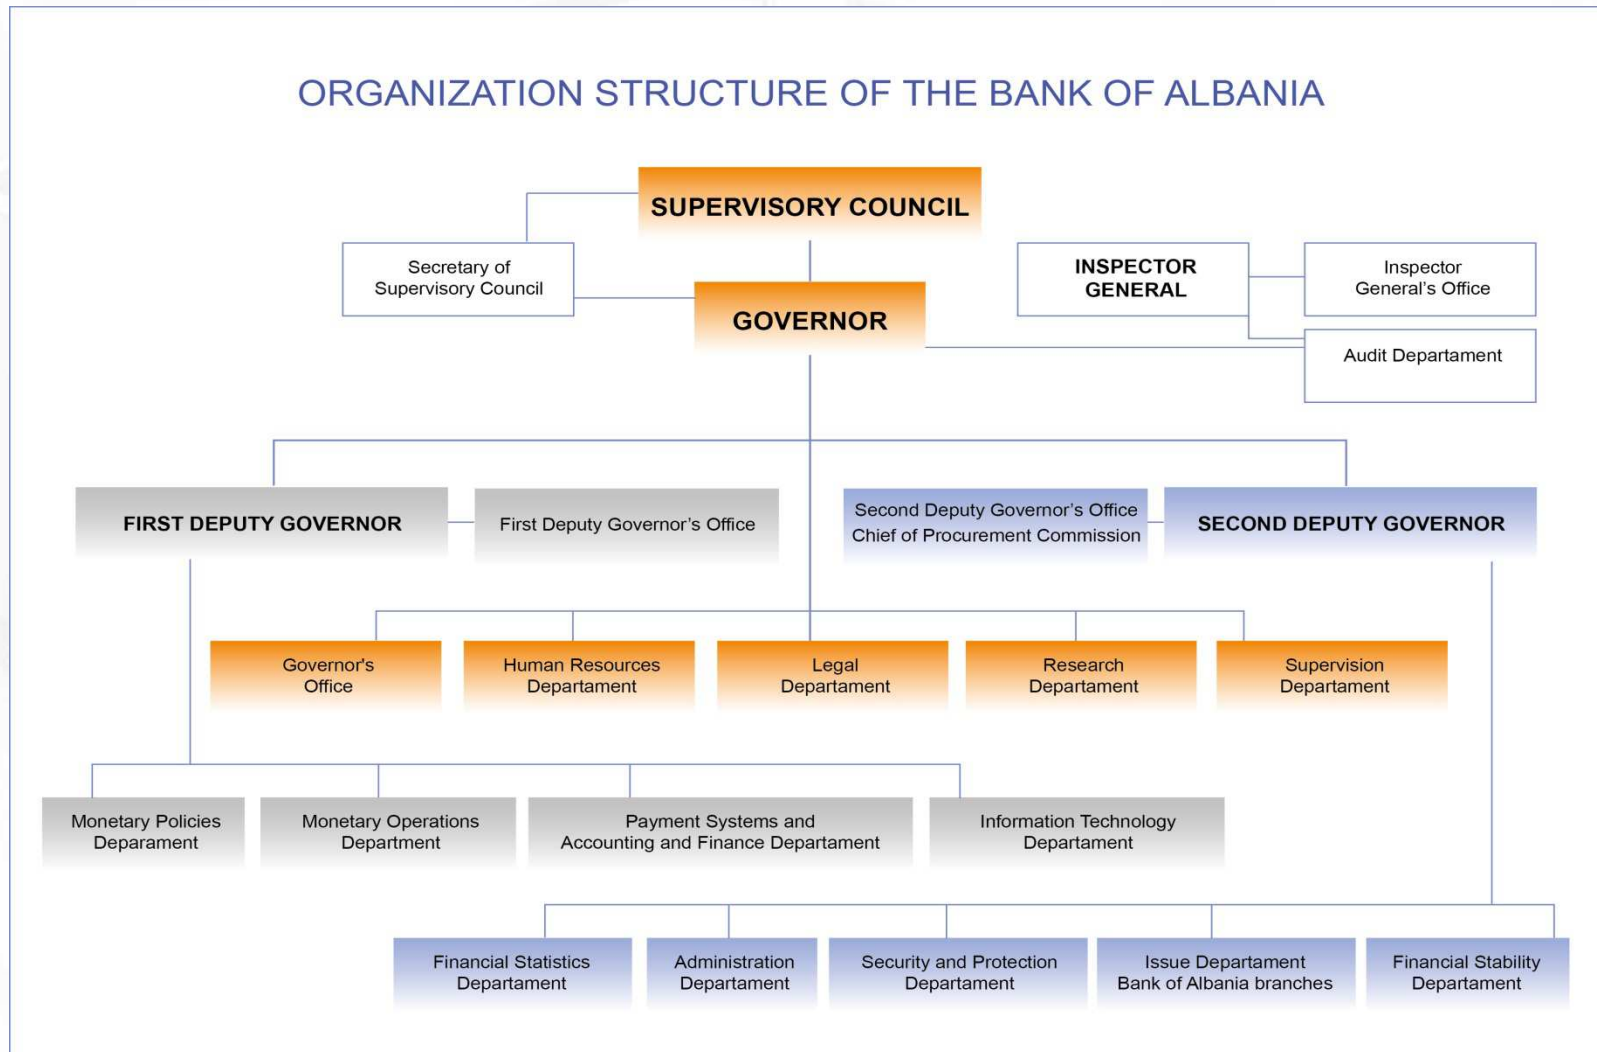 ORGANIZATION STRUCTURE OF THE BANK OF ALBANIA
SUPERVISORY COUNCIL
Secretary of
Supervisory Council
INSPECTOR
GENERAL
Inspector
General's Office
GOVERNOR
Audit Departament
FIRST DEPUTY GOVERNOR
First Deputy Governor's Office
Second Deputy Governor's Office
Chief of Procurement Commission
SECOND DEPUTY GOVERNOR
Governor's
Office
Human Resources
Departament
Legal
Departament
Research
Departament
Supervision
Departament
Monetary Policies
Deparament
Monetary Operations
Department
Payment Systems and
Accounting and Finance Departament
Information Technology
Departament
Financial Statistics
Departament
Administration
Departament
Security and Protection
Departament
Issue Departament
Bank of Albania branches
Financial Stability
Departament